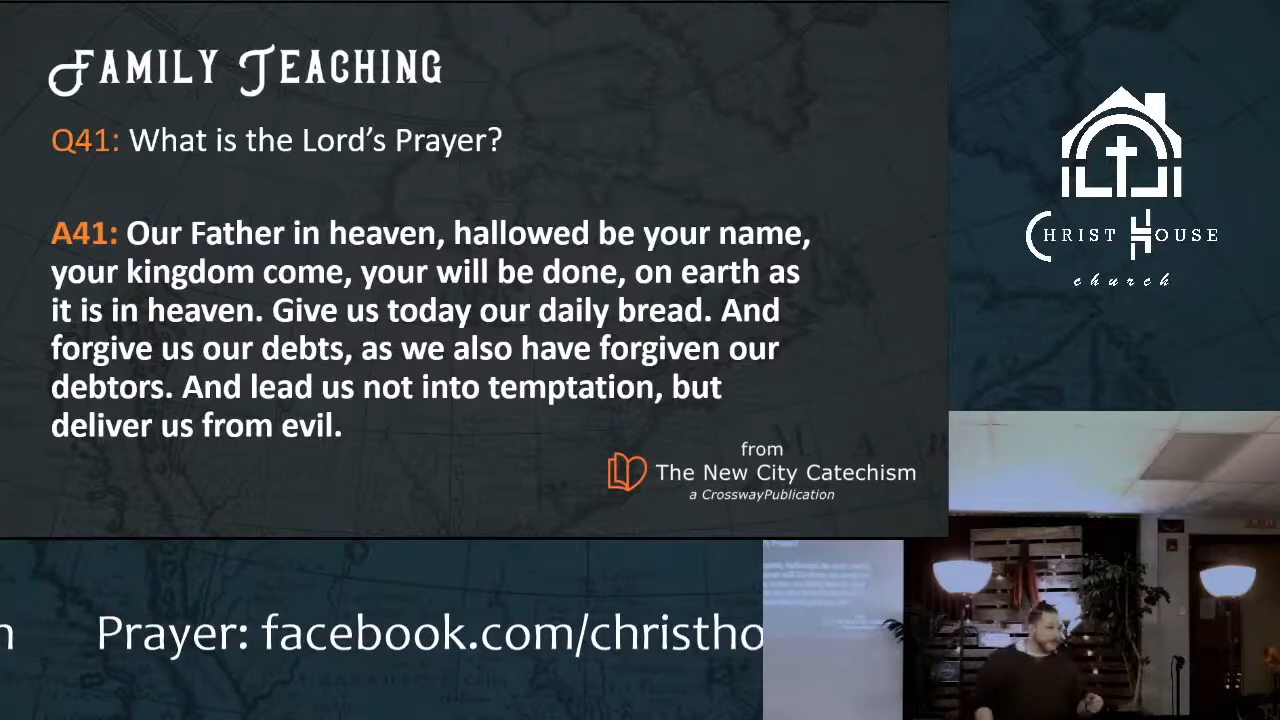 FAMILY TEACHING
Q41: What is the Lord's Prayer?
A41: Our Father in heaven, hallowed be your name,
your kingdom come, your will be done, on earth as
it is in heaven. Give us today our daily bread. And
forgive us our debts, as we also have forgiven our
debtors. And lead us not into temptation, but
deliver us from evil.
from
The New City Catechism
a CrosswayPublication
CHRIST HOUSE
church
n Prayer: facebook.com/christho